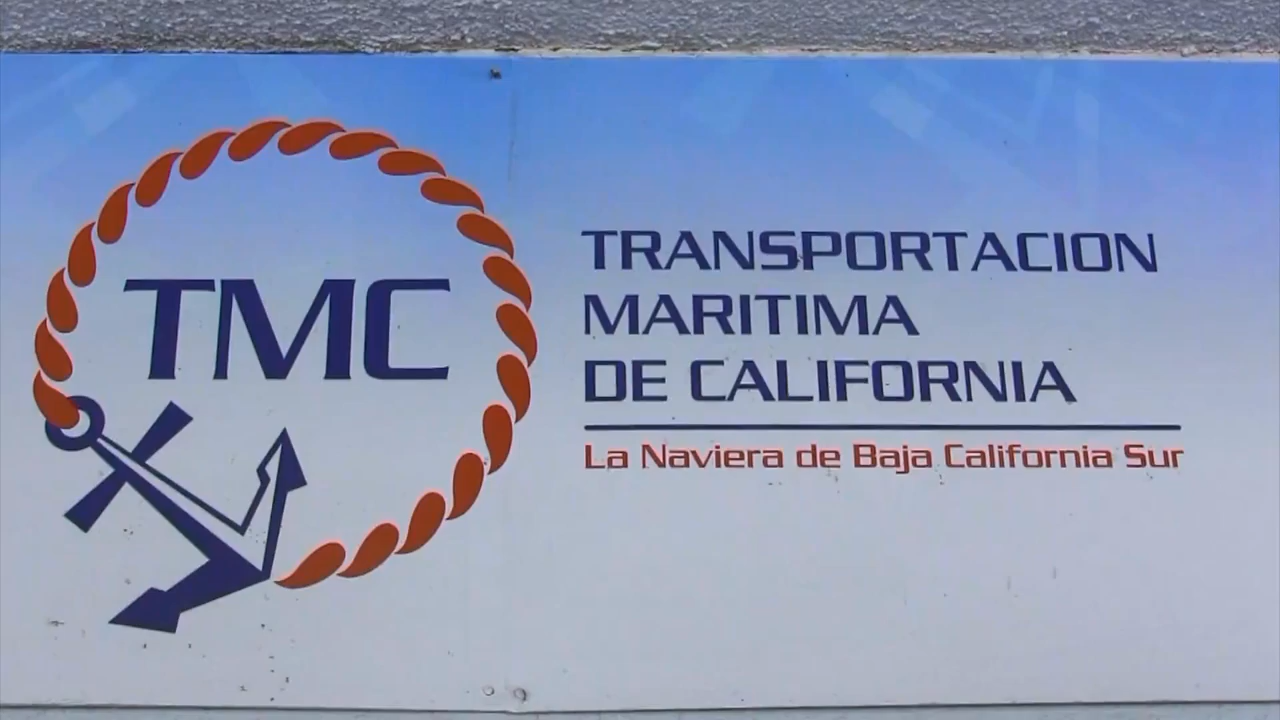 TMC
TRANSPORTACION
MARITIMA
DE CALIFORNIA
La Naviera de Baja California Sur